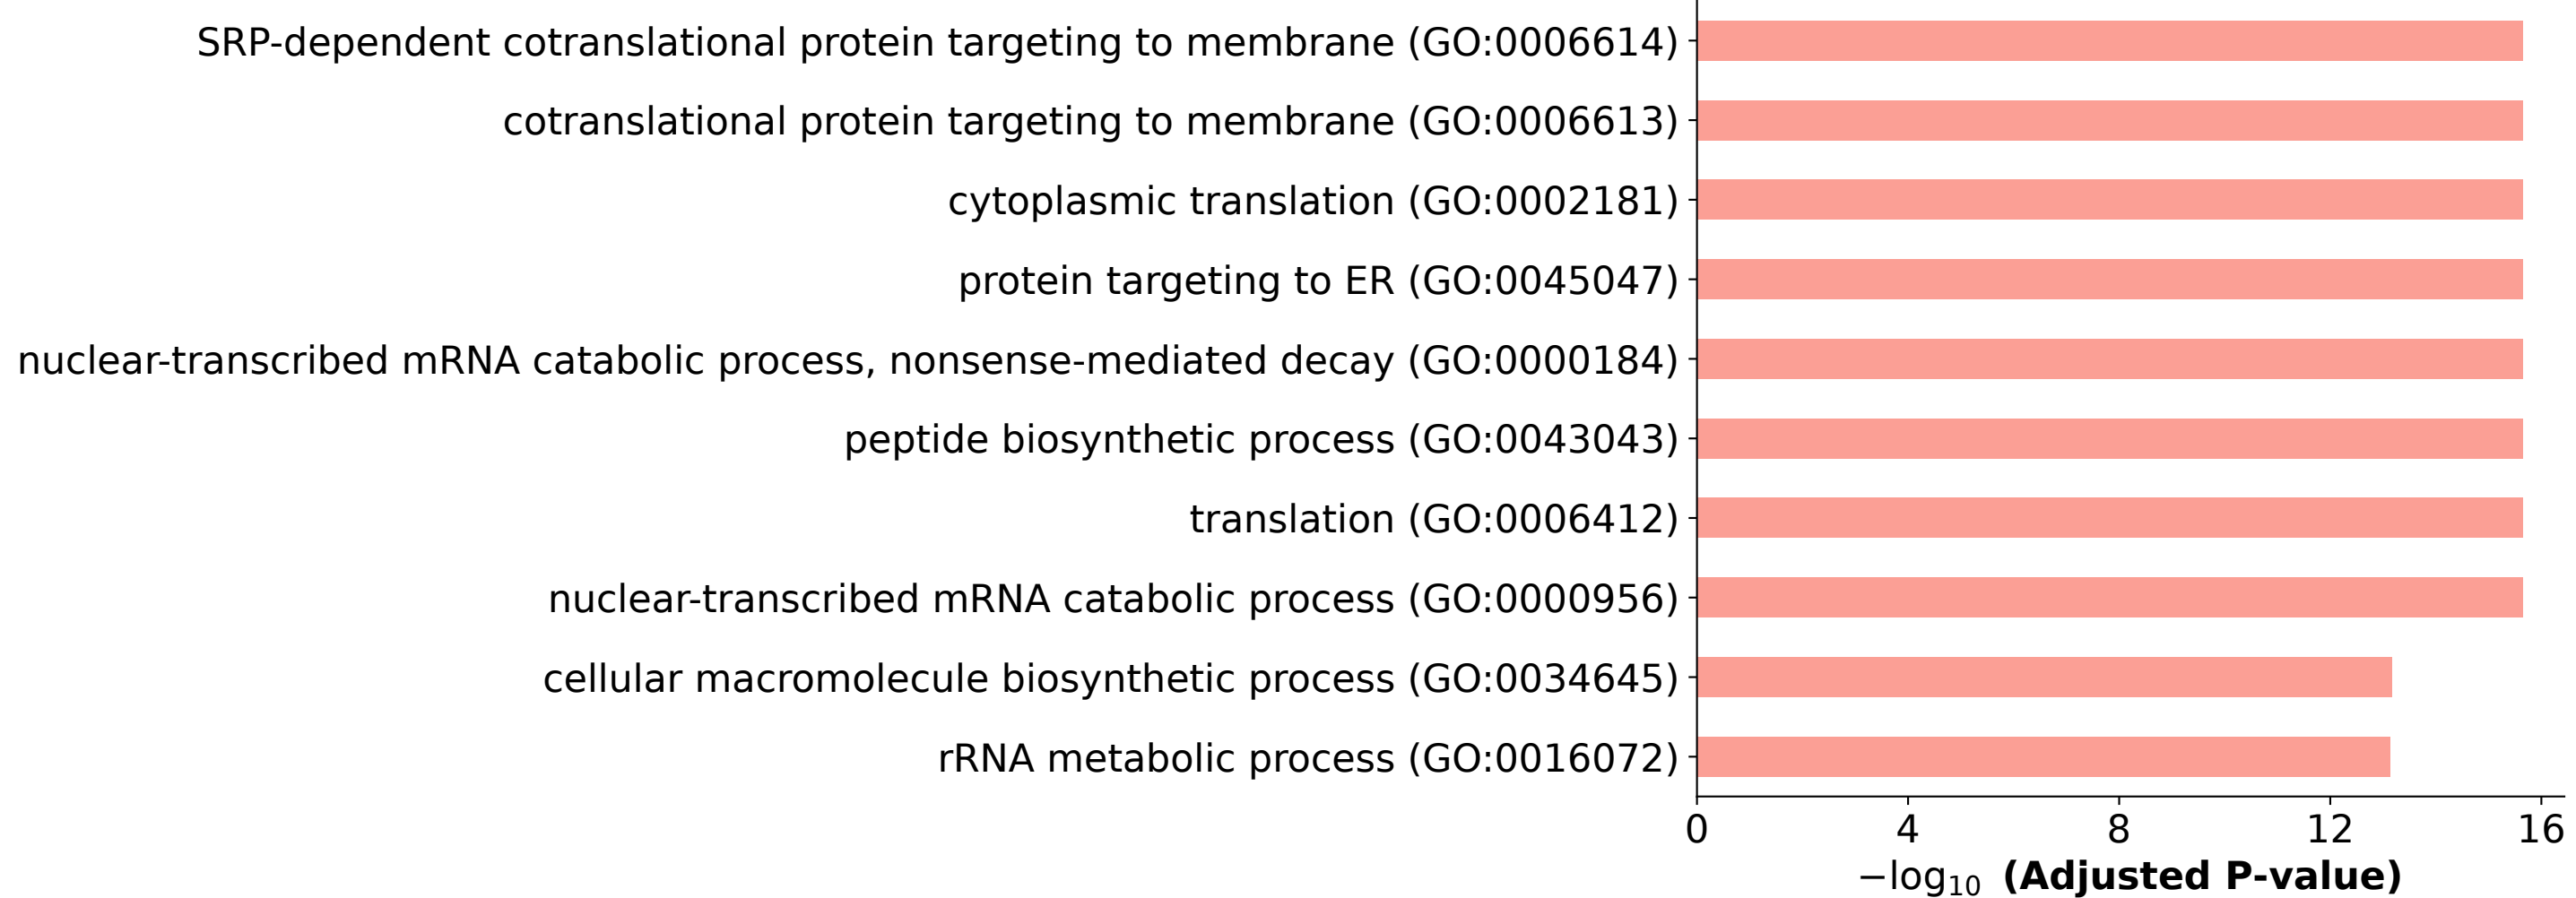 SRP-dependent cotranslational protein targeting to membrane (GO:0006614)
cotranslational protein targeting to membrane (GO:0006613)
cytoplasmic translation (GO:0002181)
protein targeting to ER (GO:0045047)
nuclear-transcribed mRNA catabolic process, nonsense-mediated decay (GO:0000184)
peptide biosynthetic process (GO:0043043)
translation (GO:0006412)
nuclear-transcribed mRNA catabolic process (GO:0000956)
cellular macromolecule biosynthetic process (GO:0034645)
rRNA metabolic process (GO:0016072)
0 4 8 12 16
−log₁₀ (Adjusted P-value)